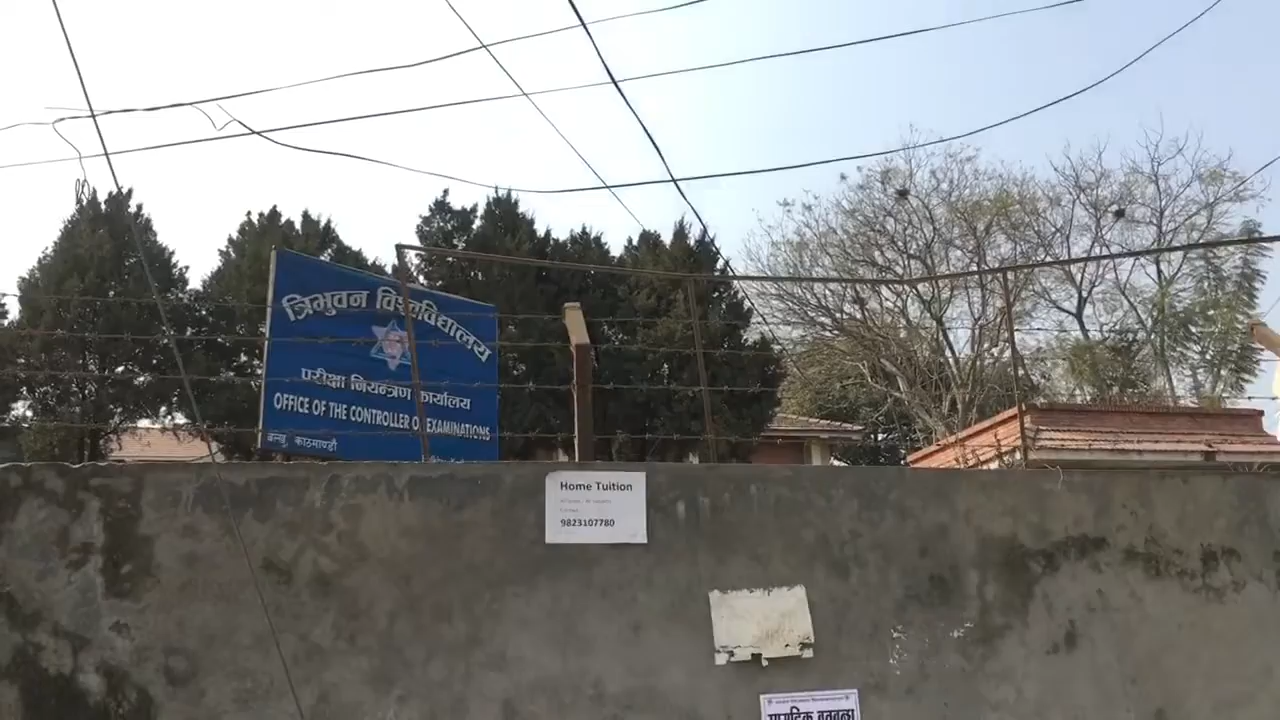 त्रिभुवन विश्वविद्यालय
परीक्षा नियन्त्रण कार्यालय
OFFICE OF THE CONTROLLER OF EXAMINATIONS
बल्खु, काठमाण्डौ
Home Tuition
9823107780